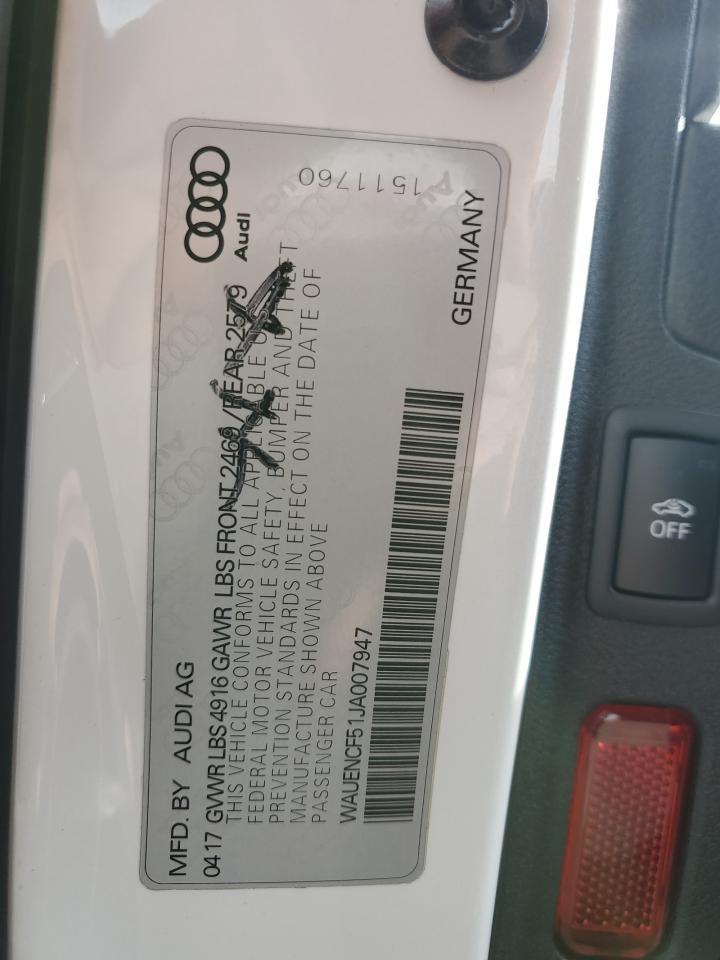 Audi
MFD. BY AUDI AG
0417 GVWR LBS 4916 GAWR LBS FRONT 2469 /REAR 2579
THIS VEHICLE CONFORMS TO ALL APPLICABLE
FEDERAL MOTOR VEHICLE SAFETY, BUMPER AND THEFT
PREVENTION STANDARDS IN EFFECT ON THE DATE OF
MANUFACTURE SHOWN ABOVE
PASSENGER CAR
WAUENCF51JA007947
GERMANY
1511760
OFF